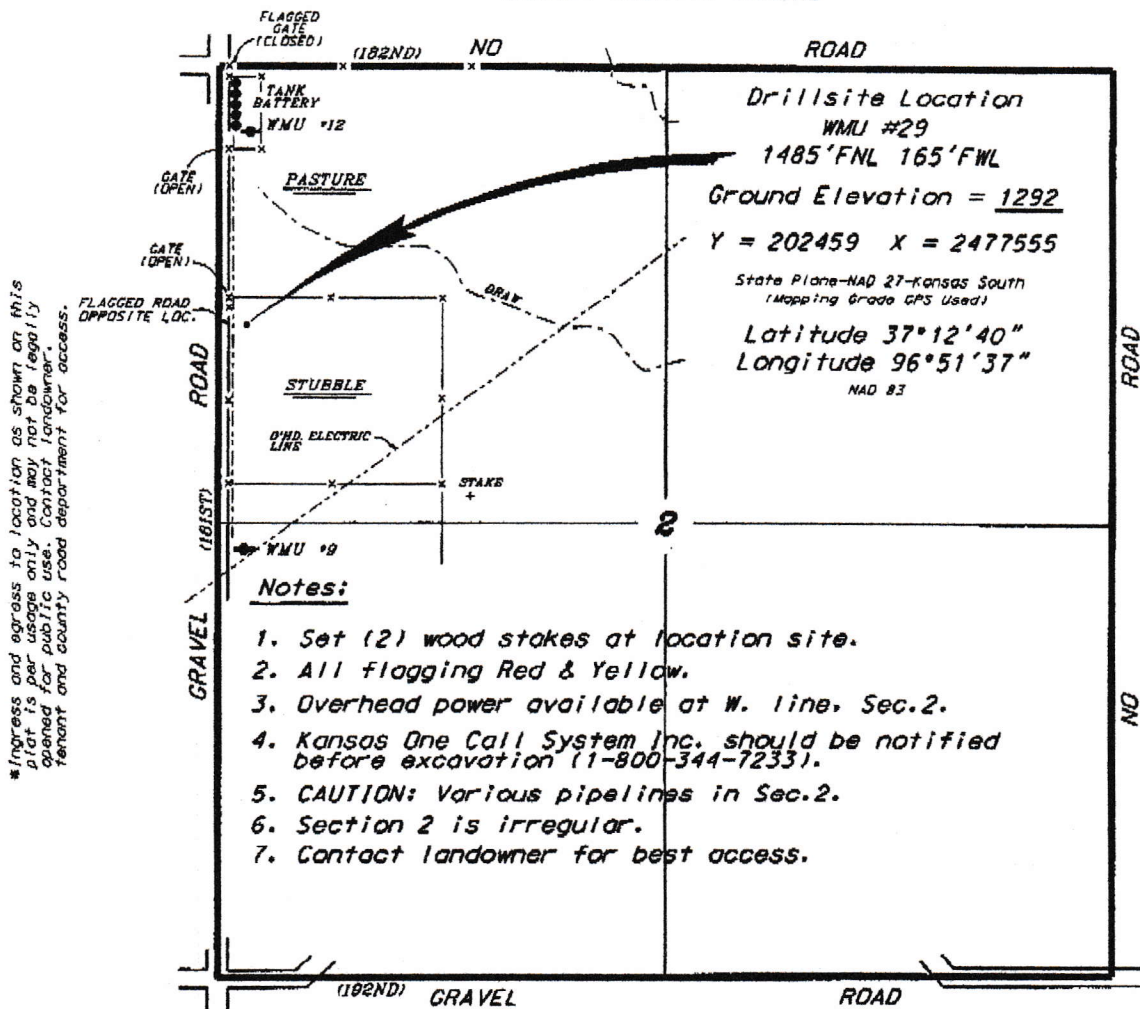 FLAGGED
GATE
(CLOSED)
(182ND) NO ROAD
TANK
BATTERY
WMU #12
GATE
(OPEN)
PASTURE
Drillsite Location
WMU #29
1485'FNL 165'FWL
Ground Elevation = 1292
Y = 202459 X = 2477555
State Plane-NAD 27-Kansas South
(Mapping Grade GPS Used)
Latitude 37°12'40"
Longitude 96°51'37"
NAD 83
GATE
(OPEN)
DRAW
FLAGGED ROAD
OPPOSITE LOC.
ROAD
ROAD
STUBBLE
O'HD. ELECTRIC
LINE
STAKE
2
(181ST)
WMU #9
GRAVEL
NO
*Ingress and egress to location as shown on this
plat is per usage only and may not be legally
opened for public use. Contact landowner,
tenant and county road department for access.
Notes:
1. Set (2) wood stakes at location site.
2. All flagging Red & Yellow.
3. Overhead power available at W. line, Sec.2.
4. Kansas One Call System Inc. should be notified
before excavation (1-800-344-7233).
5. CAUTION: Various pipelines in Sec.2.
6. Section 2 is irregular.
7. Contact landowner for best access.
(192ND) GRAVEL ROAD